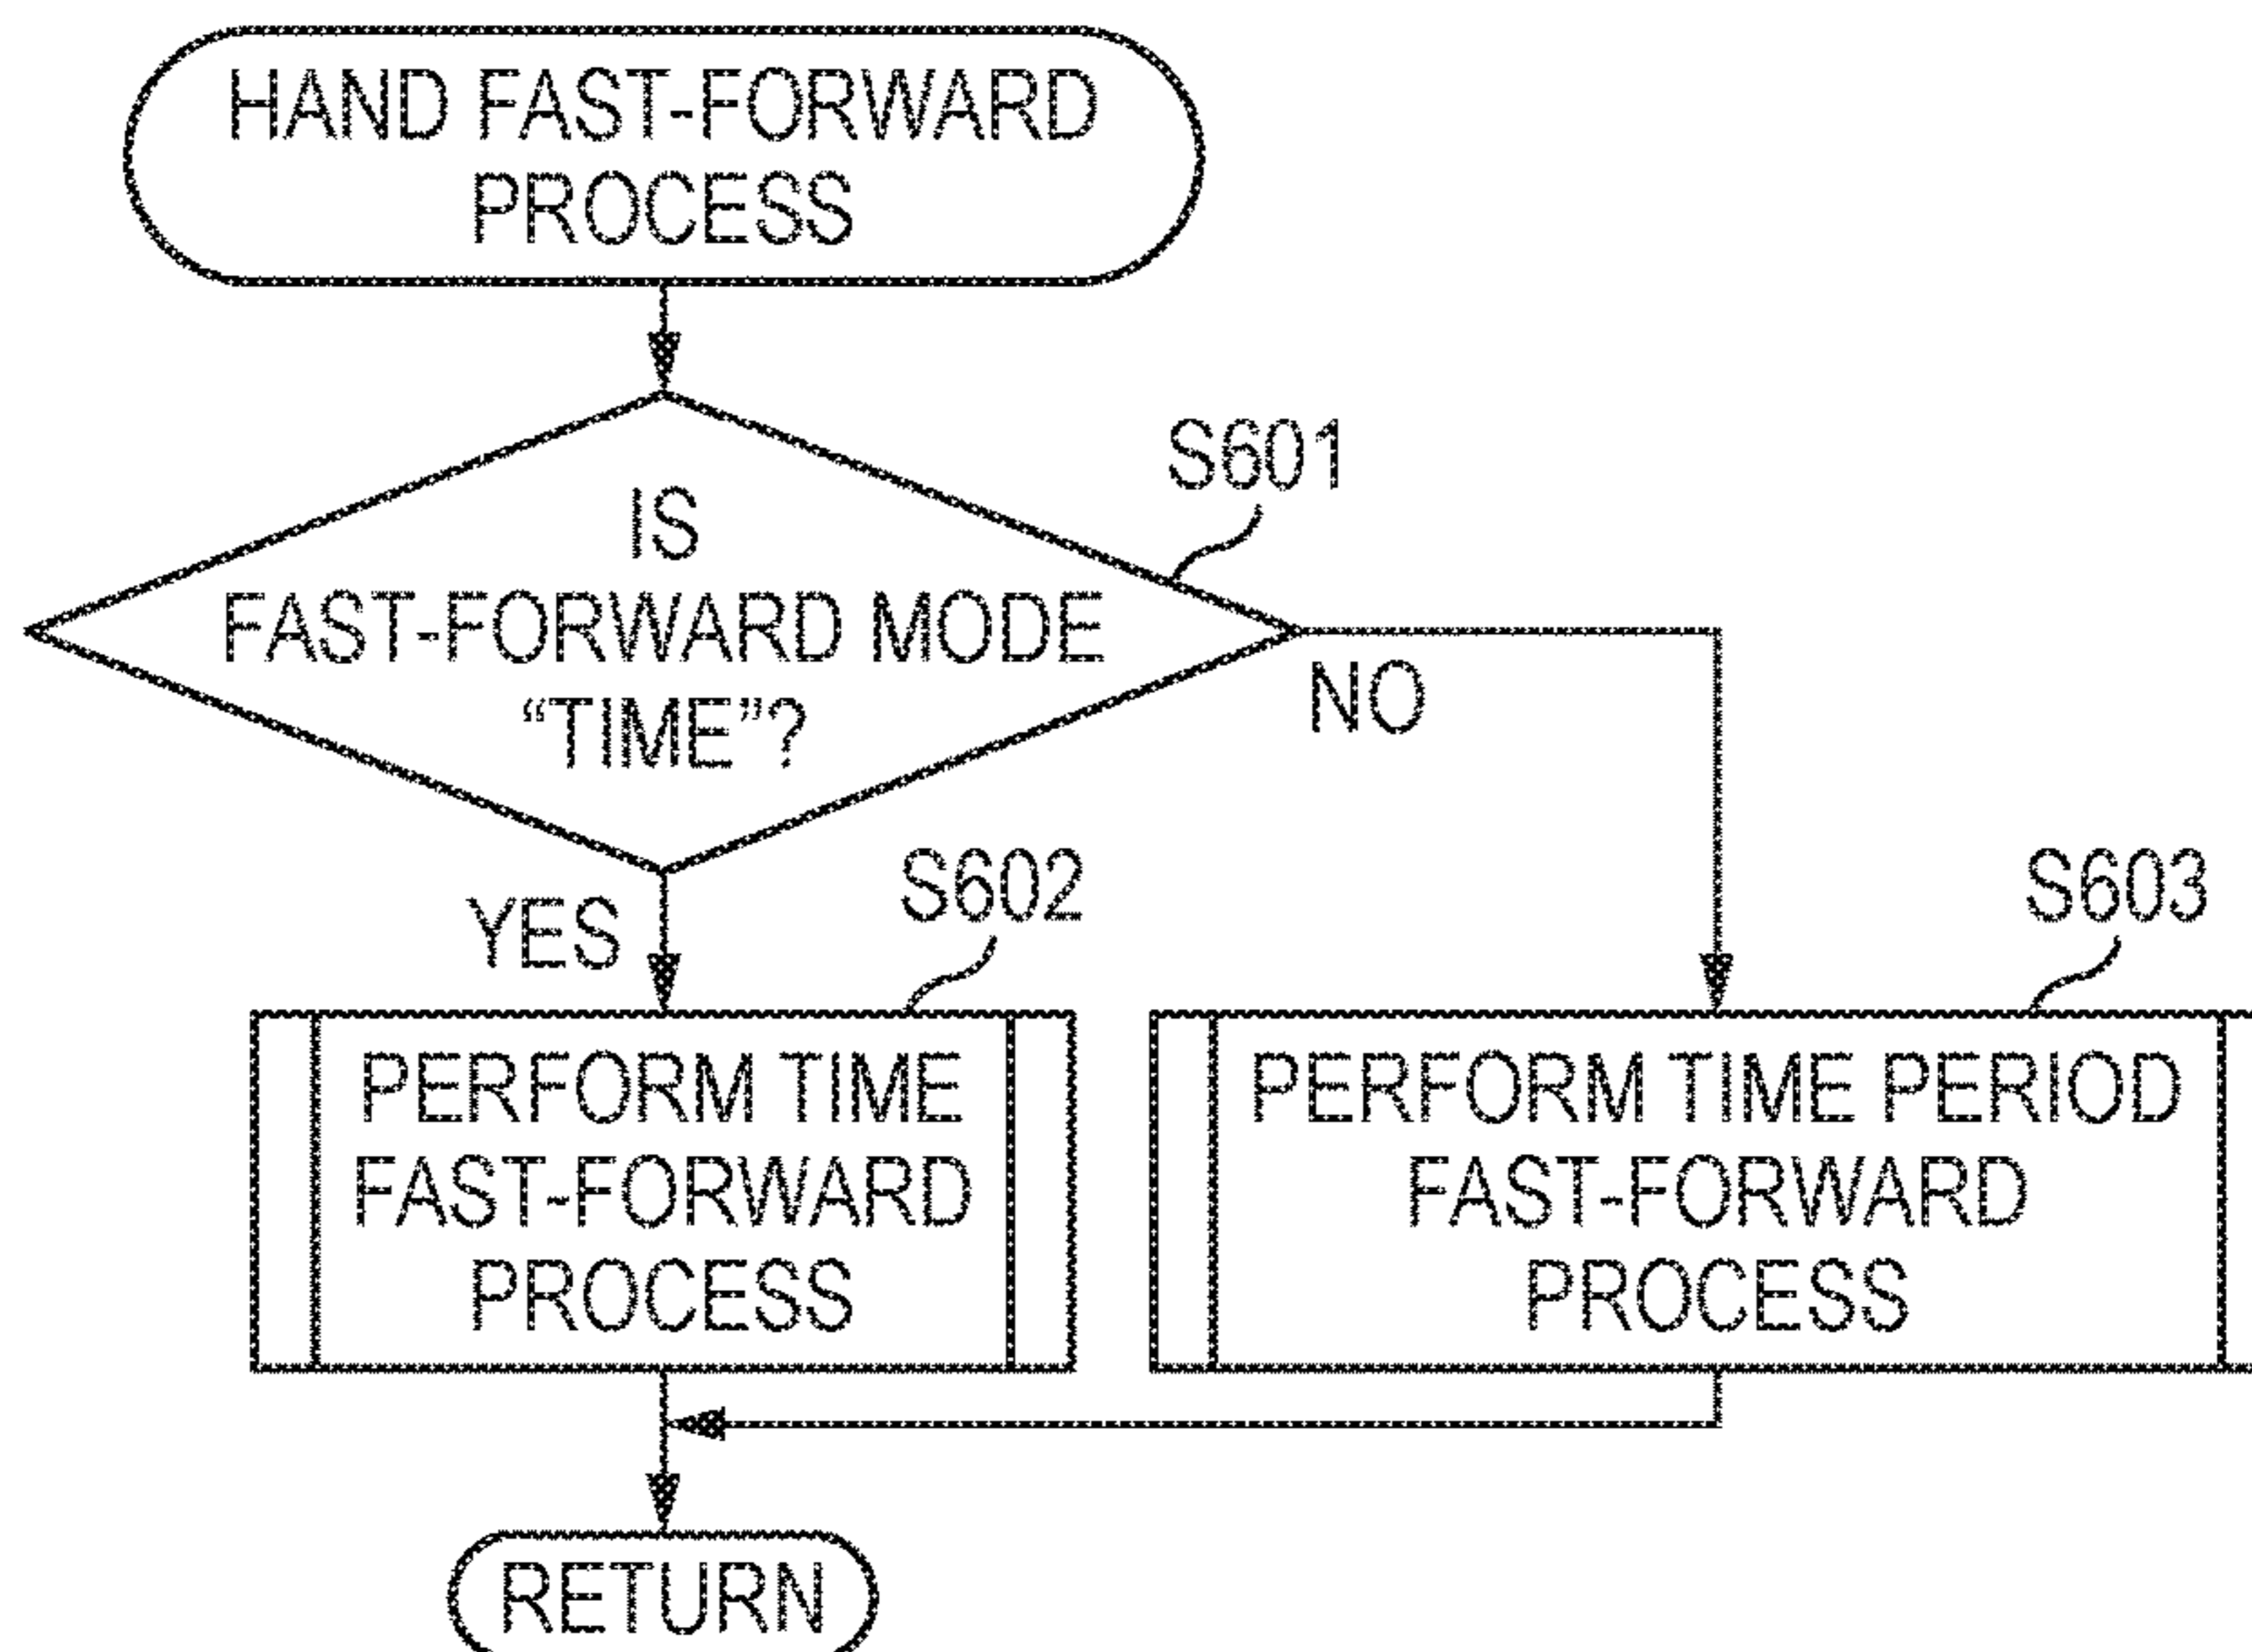 HAND FAST-FORWARD
PROCESS
S601
IS
FAST-FORWARD MODE
“TIME”?
NO
YES
S602
S603
PERFORM TIME
FAST-FORWARD
PROCESS
PERFORM TIME PERIOD
FAST-FORWARD
PROCESS
RETURN